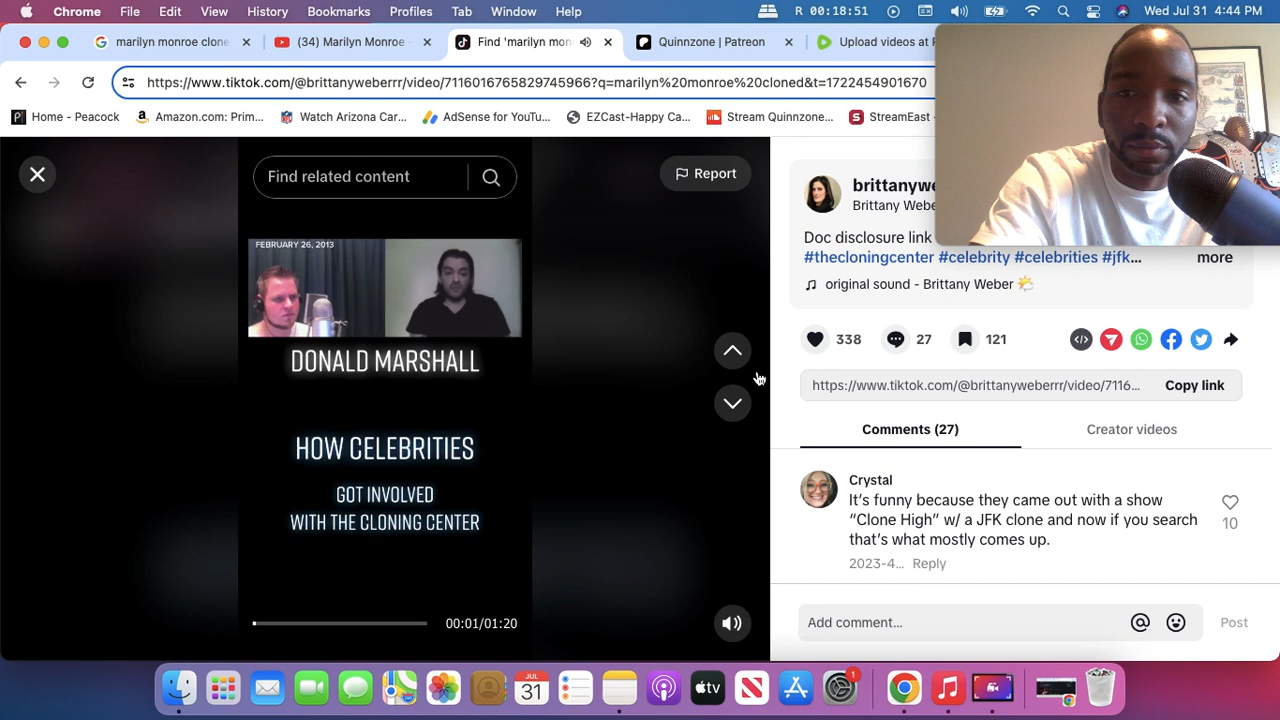 Chrome File Edit View History Bookmarks Profiles Tab Window Help R 00:18:51 Wed Jul 31 4:44 PM
marilyn monroe clone (34) Marilyn Monroe - Find 'marilyn mon Quinnzone | Patreon Upload videos at
https://www.tiktok.com/@brittanyweberrr/video/7116016765829745966?q=marilyn%20monroe%20cloned&t=1722454901670
Home - Peacock Amazon.com: Prim... Watch Arizona Car... AdSense for YouTu... EZCast-Happy Ca... Stream Quinnzone... StreamEast -
Find related content
Report
FEBRUARY 26, 2013
DONALD MARSHALL
HOW CELEBRITIES
GOT INVOLVED
WITH THE CLONING CENTER
00:01/01:20
brittanywe
Brittany Webe
Doc disclosure link
#thecloningcenter #celebrity #celebrities #jfk...
more
original sound - Brittany Weber
338 27 121
https://www.tiktok.com/@brittanyweberrr/video/7116... Copy link
Comments (27) Creator videos
Crystal
It's funny because they came out with a show
"Clone High" w/ a JFK clone and now if you search
that's what mostly comes up.
10
2023-4... Reply
Add comment... Post
JUL
31
tv
1